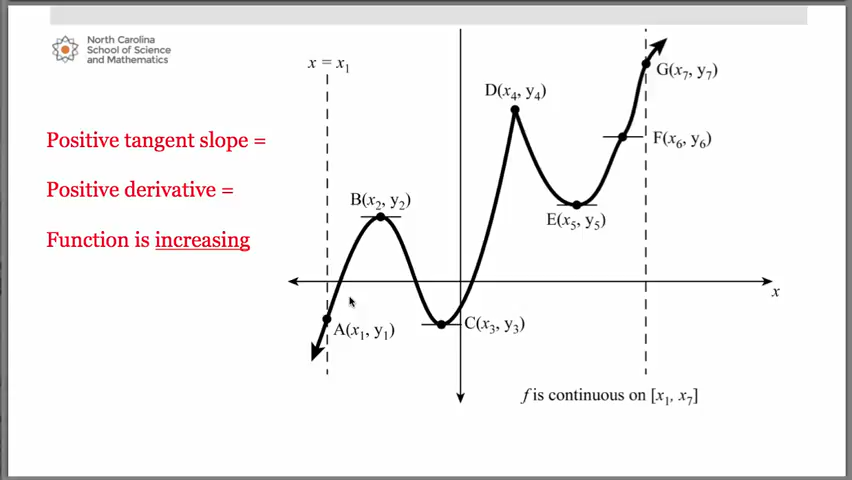 North Carolina
School of Science
and Mathematics
x = x₁
Positive tangent slope =
Positive derivative =
Function is increasing
B(x₂, y₂)
D(x₄, y₄)
G(x₇, y₇)
F(x₆, y₆)
E(x₅, y₅)
x
A(x₁, y₁)
C(x₃, y₃)
f is continuous on [x₁, x₇]